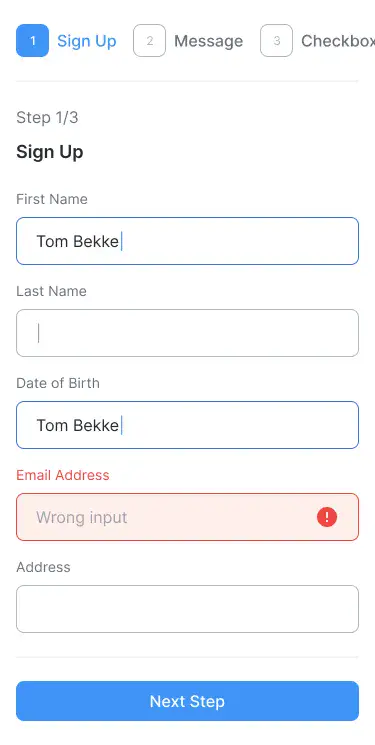 1 Sign Up 2 Message 3 Checkbox
Step 1/3
Sign Up
First Name
Tom Bekke
Last Name
Date of Birth
Tom Bekke
Email Address
Wrong input
Address
Next Step